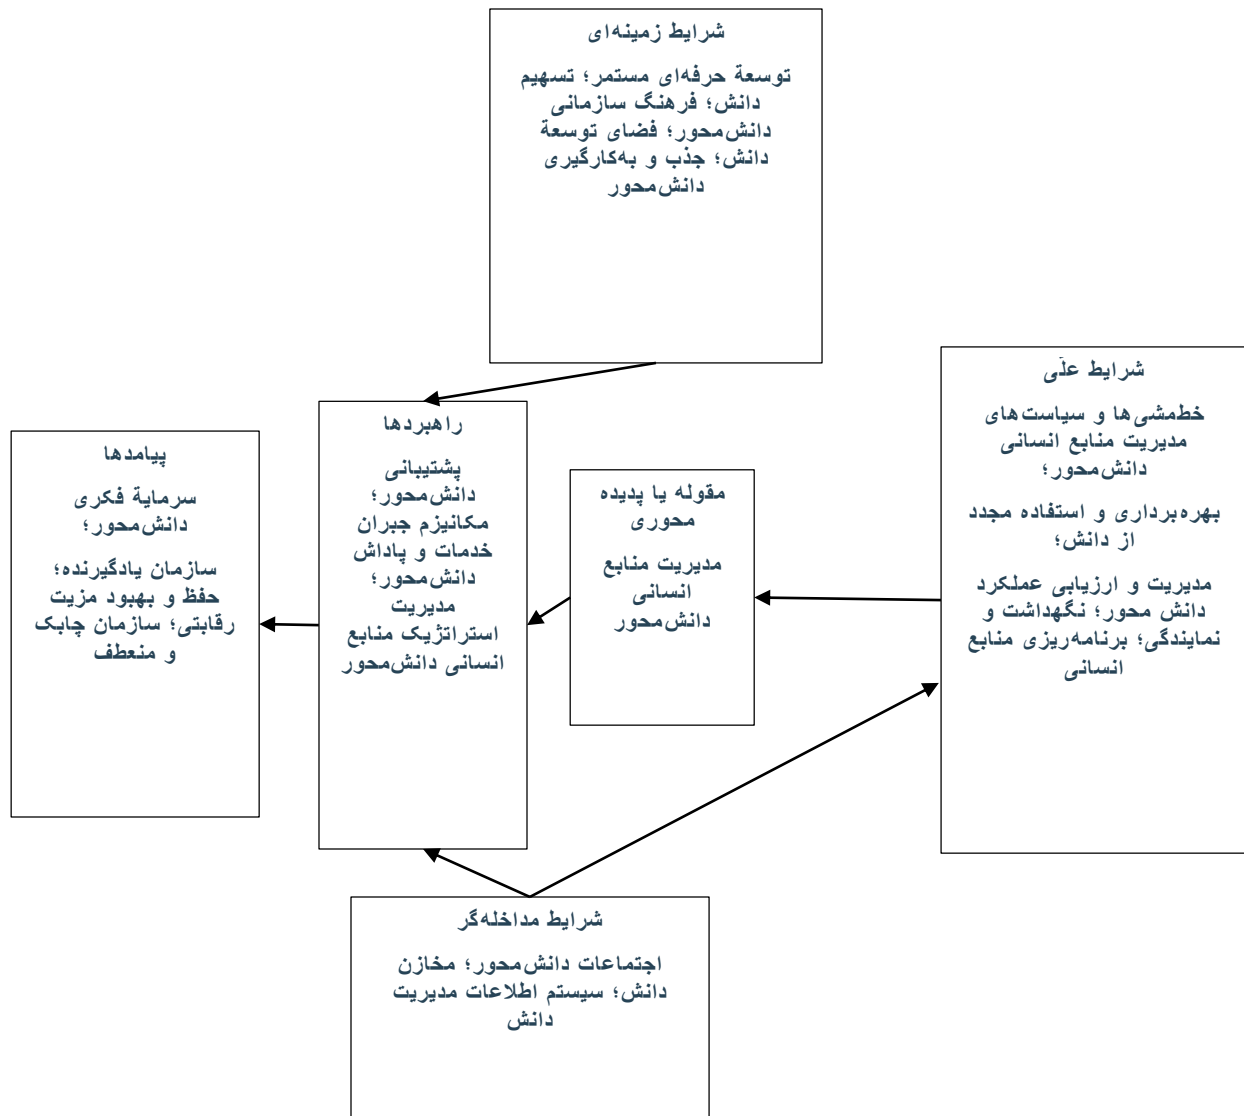 شرایط زمینه‌ای
توسعة حرفه‌ای مستمر؛ تسهیم
دانش؛ فرهنگ سازمانی
دانش‌محور؛ فضای توسعة
دانش؛ جذب و به‌کارگیری
دانش‌محور
شرایط علّی
خط‌مشی‌ها و سیاست‌های
مدیریت منابع انسانی
دانش‌محور؛
بهره‌برداری و استفاده مجدد
از دانش؛
مدیریت و ارزیابی عملکرد
دانش محور؛ نگهداشت و
نمایندگی؛ برنامه‌ریزی منابع
انسانی
مقوله یا پدیده
محوری
مدیریت منابع
انسانی
دانش‌محور
راهبردها
پشتیبانی
دانش‌محور؛
مکانیزم جبران
خدمات و پاداش
دانش‌محور؛
مدیریت
استراتژیک منابع
انسانی دانش‌محور
پیامدها
سرمایة فکری
دانش‌محور؛
سازمان یادگیرنده؛
حفظ و بهبود مزیت
رقابتی؛ سازمان چابک
و منعطف
شرایط مداخله‌گر
اجتماعات دانش‌محور؛ مخازن
دانش؛ سیستم اطلاعات مدیریت
دانش